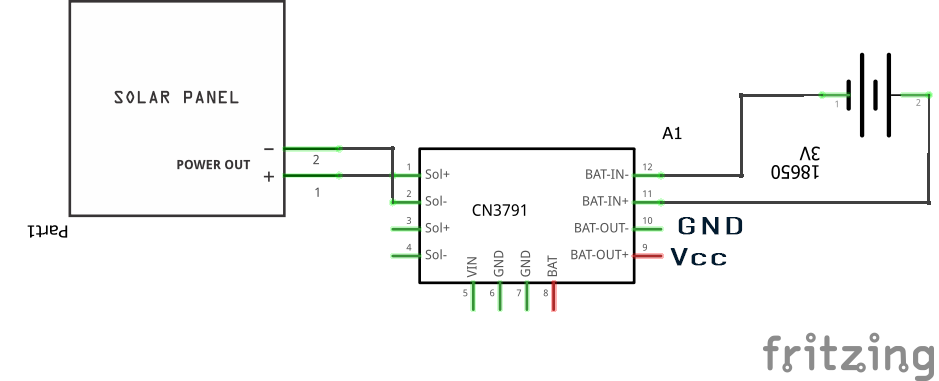 SOLAR PANEL
POWER OUT
−
+
2
1
Part1
A1
CN3791
1 Sol+
2 Sol-
3 Sol+
4 Sol-
VIN
GND
GND
BAT
5
6
7
8
BAT-IN- 12
BAT-IN+ 11
BAT-OUT- 10
BAT-OUT+ 9
GND
Vcc
1
2
18650
3V
fritzing